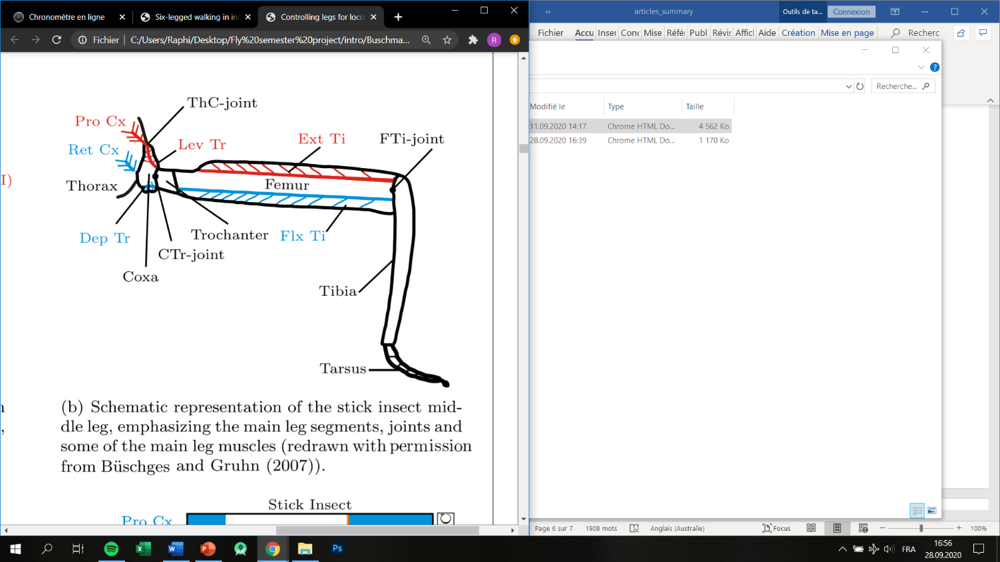 Chronomètre en ligne
Six-legged walking in in
Controlling legs for loco
Fichier
C:/Users/Raphi/Desktop/Fly%20semester%20project/intro/Buschma...
R
ThC-joint
Pro Cx
Ret Cx
Lev Tr
Ext Ti
FTi-joint
I)
Thorax
Femur
Dep Tr
Trochanter
Flx Ti
CTr-joint
Coxa
Tibia
Tarsus
(b) Schematic representation of the stick insect mid-
dle leg, emphasizing the main leg segments, joints and
some of the main leg muscles (redrawn with permission
from Büschges and Gruhn (2007)).
,
Stick Insect
Pro Cx
articles_summary
Outils de ta...
Connexion
Fichier
Accu
Inser
Conc
Mise
Réfé
Publ
Révis
Affic
Aide
Création
Mise en page
Recherc
Recherche...
Modifié le
Type
Taille
11.09.2020 14:17
Chrome HTML Do...
4 562 Ko
28.09.2020 16:39
Chrome HTML Do...
1 170 Ko
Page 6 sur 7
1908 mots
Anglais (Australie)
Focus
100%
Ps
FRA
16:56
28.09.2020